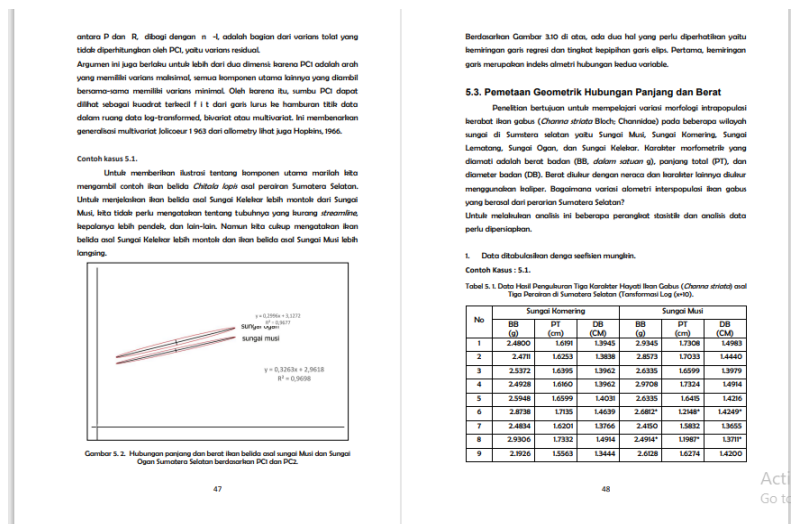 antara P dan R, dibagi dengan n -1, adalah bagian dari varians total yang
tidak diperhitungkan oleh PC1, yaitu varians residual.
Argumen ini juga berlaku untuk lebih dari dua dimensi: karena PC1 adalah arah
yang memiliki varians maksimal, semua komponen utama lainnya yang diambil
bersama-sama memiliki varians minimal. Oleh karena itu, sumbu PC1 dapat
dilihat sebagai kuadrat terkecil f i t dari garis lurus ke hamburan titik data
dalam ruang data log-transformed, bivariat atau multivariat. Ini membenarkan
generalisasi multivariat Jolicoeur 1 963 dari allometry lihat juga Hopkins, 1966.
Contoh kasus 5.1.
Untuk memberikan ilustrasi tentang komponen utama marilah kita
mengambil contoh ikan belida Chitala lopis asal perairan Sumatera Selatan.
Untuk menjelaskan ikan belida asal Sungai Kelekar lebih montok dari Sungai
Musi, kita tidak perlu mengatakan tentang tubuhnya yang kurang streamline,
kepalanya lebih pendek, dan lain-lain. Namun kita cukup mengatakan ikan
belida asal Sungai Kelekar lebih montok dan ikan belida asal Sungai Musi lebih
langsing.
y = 0,2996x + 3,1272
R² = 0,9677
sungai ogan
sungai musi
y = 0,3263x + 2,9618
R² = 0,9698
Gambar 5. 2. Hubungan panjang dan berat ikan belida asal sungai Musi dan Sungai
Ogan Sumatera Selatan berdasarkan PC1 dan PC2.
47
Berdasarkan Gambar 3.10 di atas, ada dua hal yang perlu diperhatikan yaitu
kemiringan garis regresi dan tingkat kepipihan garis elips. Pertama, kemiringan
garis merupakan indeks almetri hubungan kedua variable.
5.3. Pemetaan Geometrik Hubungan Panjang dan Berat
Penelitian bertujuan untuk mempelajari variasi morfologi intrapopulasi
kerabat ikan gabus (Channa striata Bloch; Channidae) pada beberapa wilayah
sungai di Sumstera selatan yaitu Sungai Musi, Sungai Komering, Sungai
Lematang, Sungai Ogan, dan Sungai Kelekar. Karakter morfometrik yang
diamati adalah berat badan (BB, dalam satuan g), panjang total (PT), dan
diameter badan (DB). Berat diukur dengan neraca dan karakter lainnya diukur
menggunakan kaliper. Bagaimana variasi alometri interspopulasi ikan gabus
yang berasal dari perarian Sumatera Selatan?
Untuk melakukan analisis ini beberapa perangkat stasistik dan analisis data
perlu dipersiapkan.
1. Data ditabulasikan denga seefisien mungkin.
Contoh Kasus : 5.1.
Tabel 5. 1. Data Hasil Pengukuran Tiga Karakter Hayati Ikan Gabus (Channa striata) asal
Tiga Perairan di Sumatera Selatan (Tansformasi Log (x+10).
No Sungai Komering Sungai Musi
BB (g) PT (cm) DB (CM) BB (g) PT (cm) DB (CM)
1 2.4800 1.6191 1.3945 2.9345 1.7308 1.4983
2 2.4711 1.6253 1.3838 2.8573 1.7033 1.4440
3 2.5372 1.6395 1.3962 2.6335 1.6599 1.3979
4 2.4928 1.6160 1.3962 2.9708 1.7324 1.4914
5 2.5948 1.6599 1.4031 2.6335 1.6415 1.4216
6 2.8738 1.7135 1.4639 2.6812* 1.2148* 1.4249*
7 2.4834 1.6201 1.3766 2.4150 1.5832 1.3655
8 2.9306 1.7332 1.4914 2.4914* 1.1987* 1.3711*
9 2.1926 1.5563 1.3444 2.6128 1.6274 1.4200
48
Acti
Go to